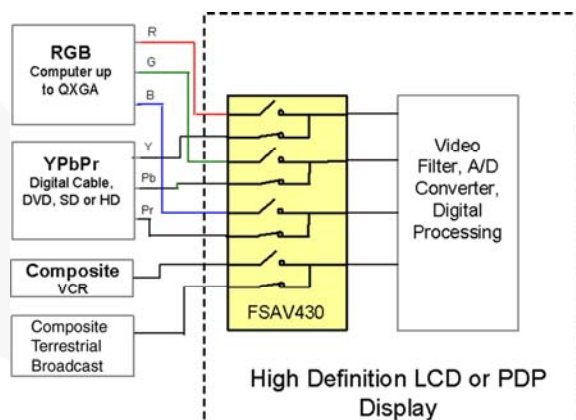 R
RGB
Computer up
to QXGA
G
B
YPbPr
Digital Cable,
DVD, SD or HD
Y
Pb
Pr
Composite
VCR
Composite
Terrestrial
Broadcast
FSAV430
Video
Filter, A/D
Converter,
Digital
Processing
High Definition LCD or PDP
Display